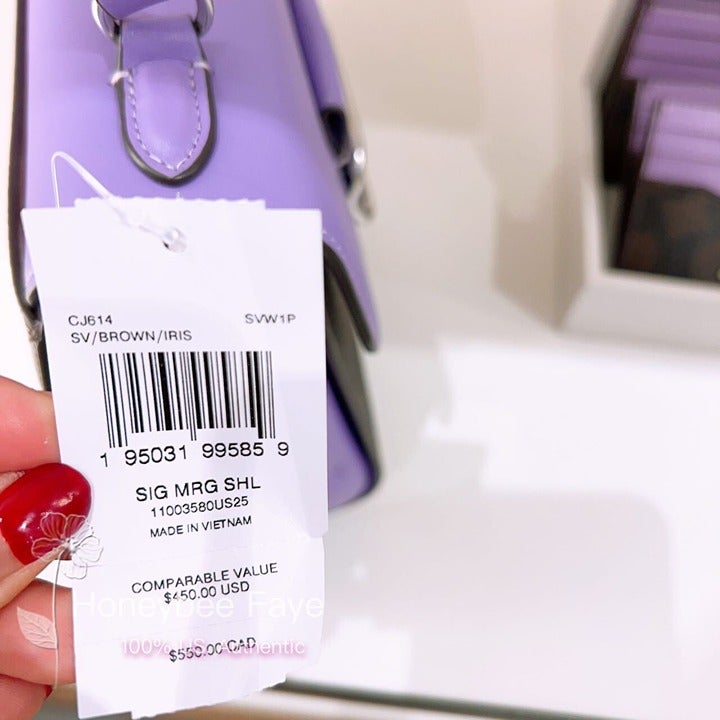 CJ614 SVW1P
SV/BROWN/IRIS
1 95031 99585 9
SIG MRG SHL
11003580US25
MADE IN VIETNAM
COMPARABLE VALUE
$450.00 USD
Honeybee Faye
$550.00 CAD
100% US Authentic